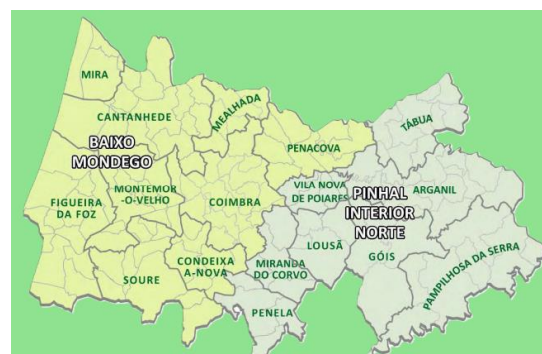 MIRA
CANTANHEDE
MEALHADA
BAIXO
MONDEGO
PENACOVA
TÁBUA
FIGUEIRA
DA FOZ
MONTEMOR
-O-VELHO
COIMBRA
VILA NOVA
DE POIARES
PINHAL
INTERIOR
NORTE
ARGANIL
LOUSÃ
GÓIS
MIRANDA
DO CORVO
CONDEIXA
A-NOVA
SOURE
PAMPILHOSA DA SERRA
PENELA